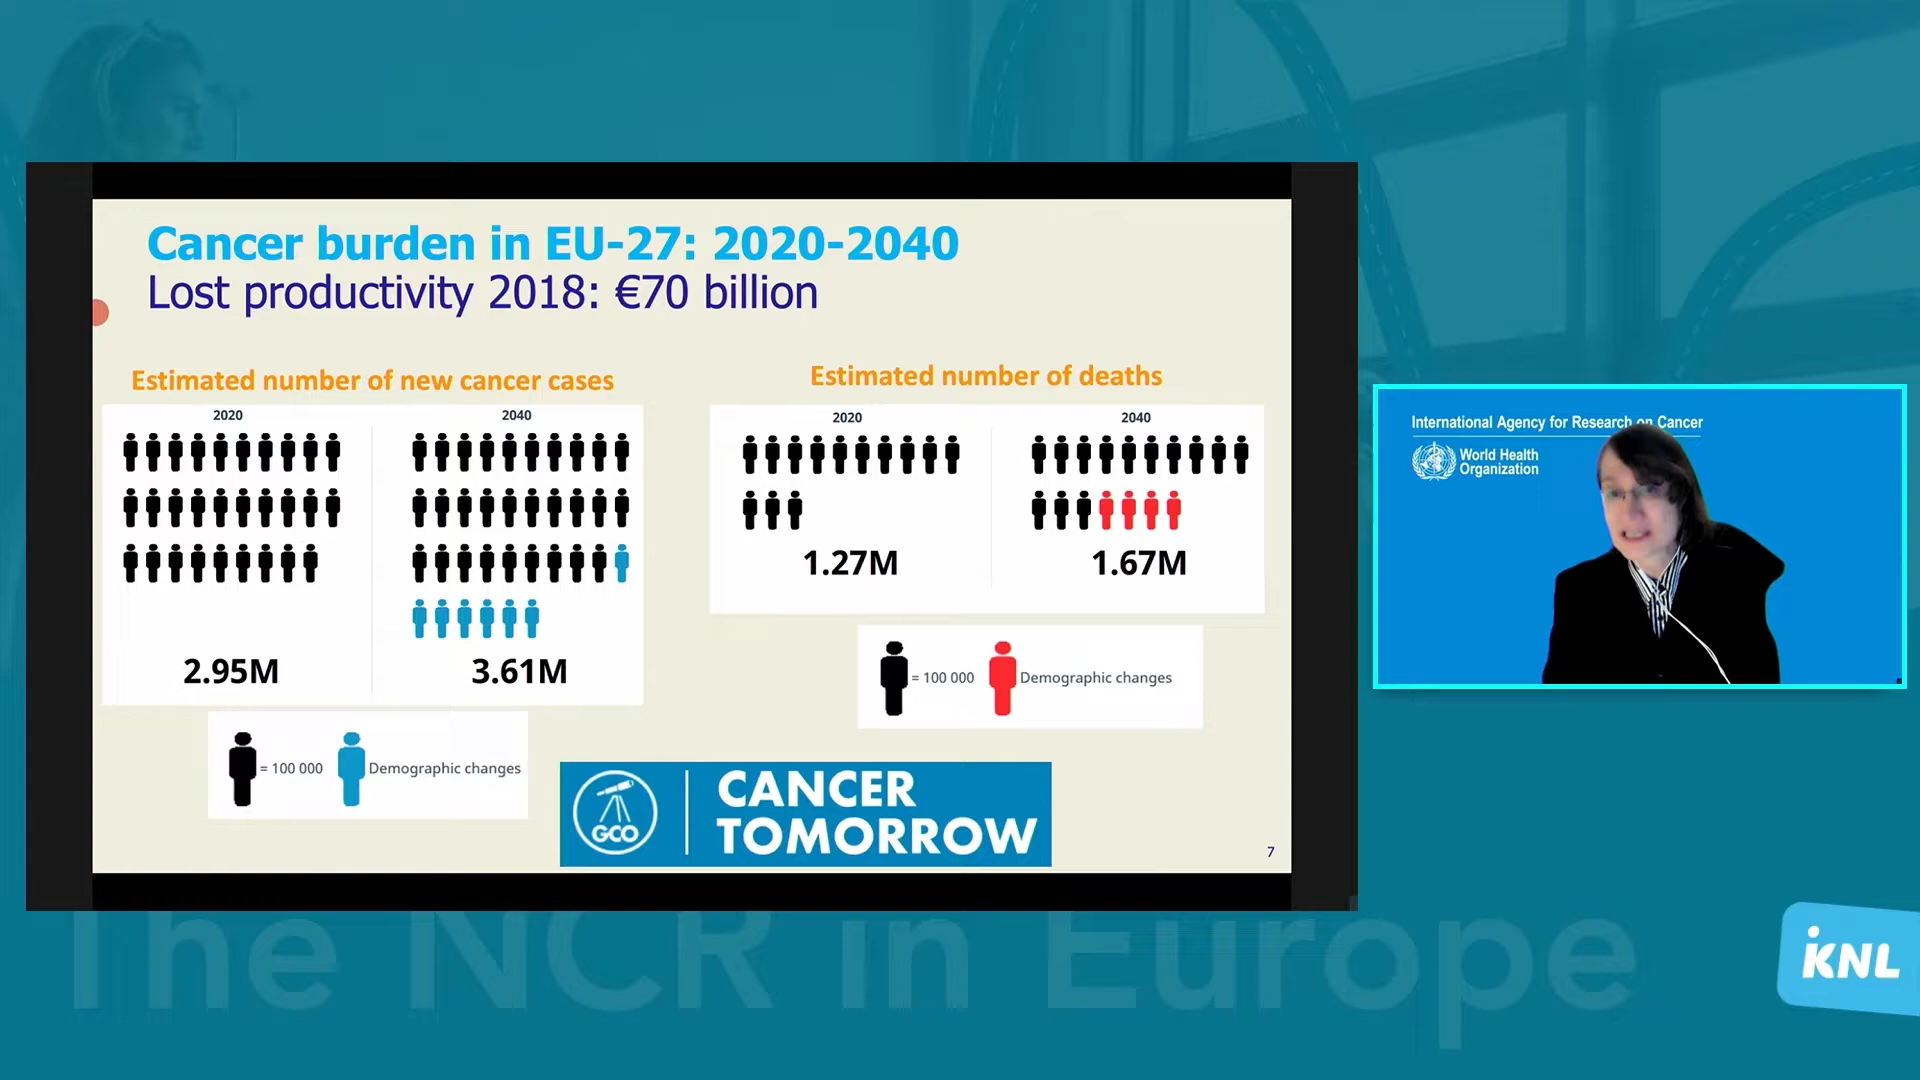 Cancer burden in EU-27: 2020-2040
Lost productivity 2018: €70 billion
Estimated number of new cancer cases
2020
2040
2.95M
3.61M
= 100 000
Demographic changes
Estimated number of deaths
2020
2040
1.27M
1.67M
= 100 000
Demographic changes
GCO
CANCER
TOMORROW
7
International Agency for Research on Cancer
World Health
Organization
The NCR in Europe
iKNL